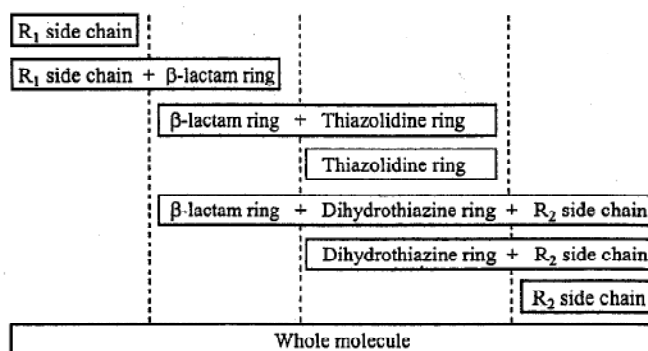 R₁ side chain
R₁ side chain + β-lactam ring
β-lactam ring + Thiazolidine ring
Thiazolidine ring
β-lactam ring + Dihydrothiazine ring + R₂ side chain
Dihydrothiazine ring + R₂ side chain
R₂ side chain
Whole molecule